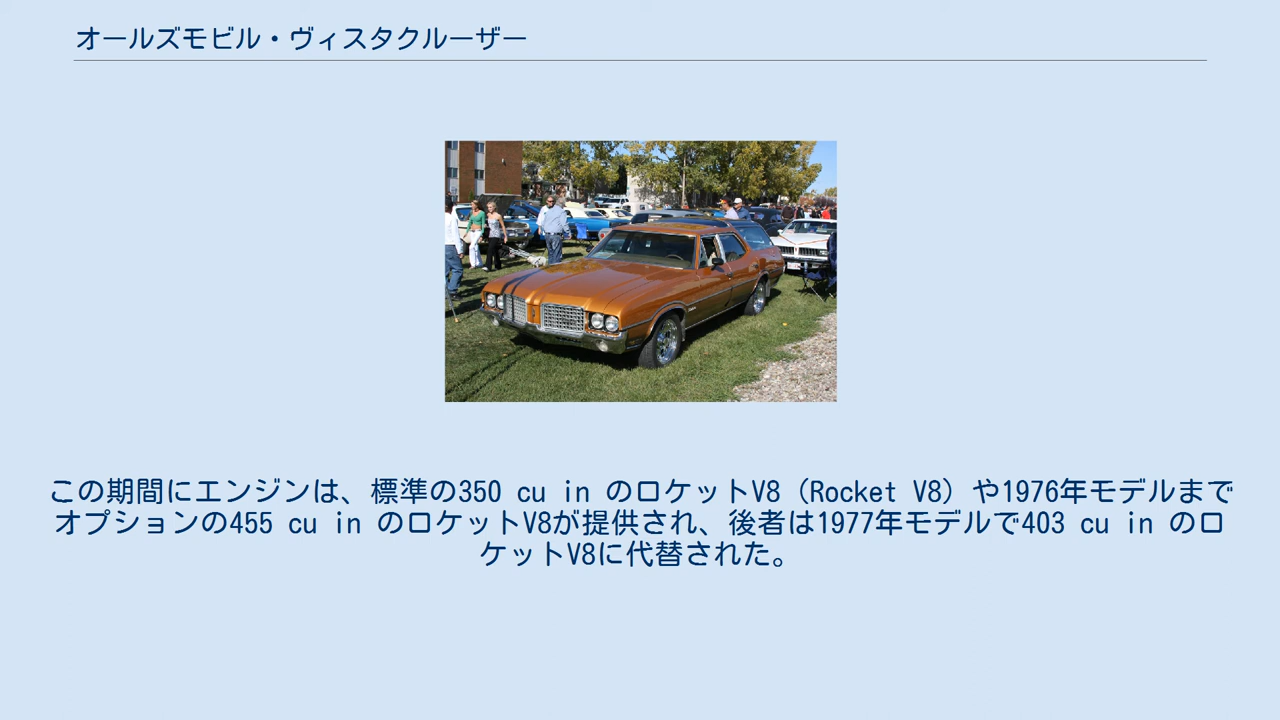 オールズモビル・ヴィスタクルーザー
この期間にエンジンは、標準の350 cu in のロケットV8（Rocket V8）や1976年モデルまで
オプションの455 cu in のロケットV8が提供され、後者は1977年モデルで403 cu in のロ
ケットV8に代替された。